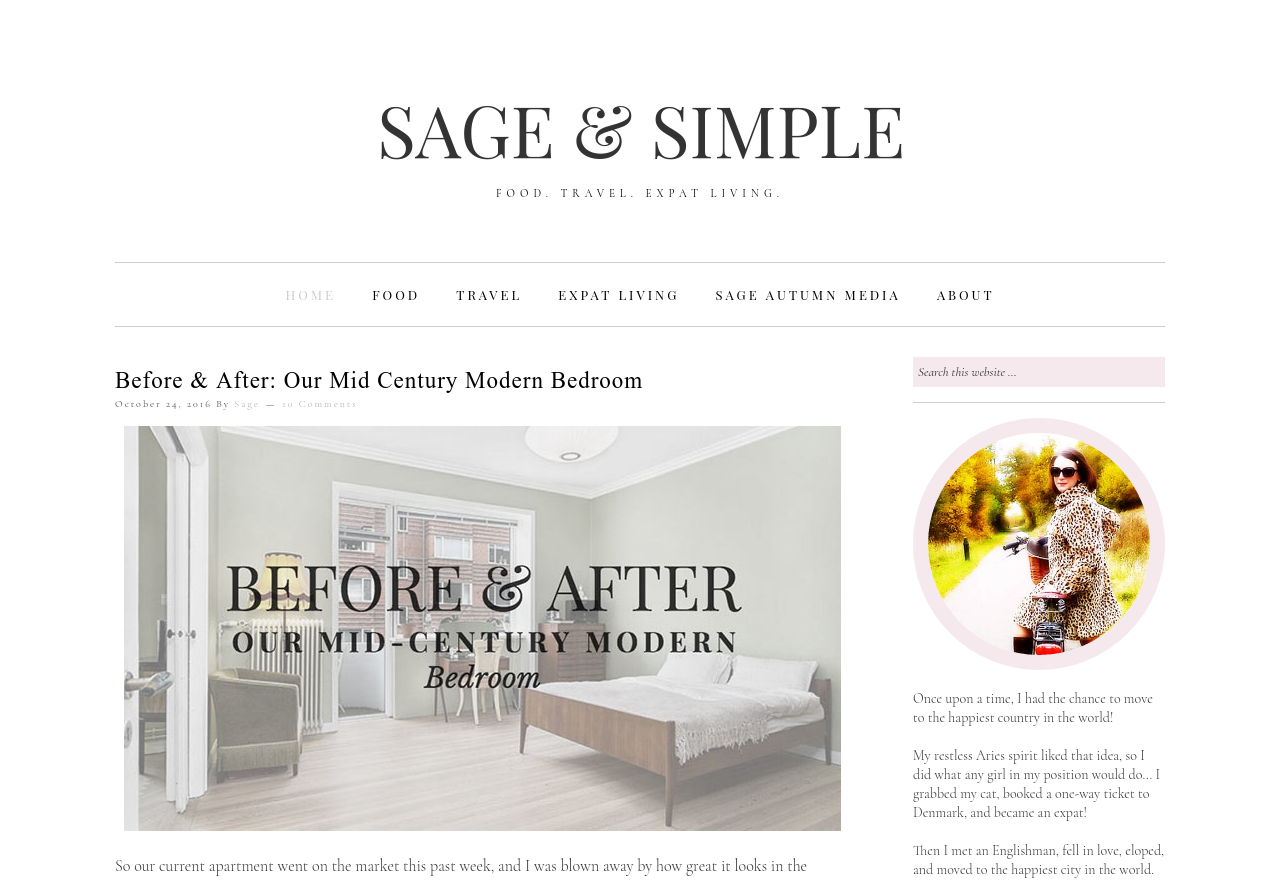 SAGE & SIMPLE
FOOD. TRAVEL. EXPAT LIVING.
HOME FOOD TRAVEL EXPAT LIVING SAGE AUTUMN MEDIA ABOUT
Before & After: Our Mid Century Modern Bedroom
October 24, 2016 By Sage — 10 Comments
BEFORE & AFTER
OUR MID-CENTURY MODERN
Bedroom
So our current apartment went on the market this past week, and I was blown away by how great it looks in the
Search this website ...
Once upon a time, I had the chance to move
to the happiest country in the world!
My restless Aries spirit liked that idea, so I
did what any girl in my position would do... I
grabbed my cat, booked a one-way ticket to
Denmark, and became an expat!
Then I met an Englishman, fell in love, eloped,
and moved to the happiest city in the world.